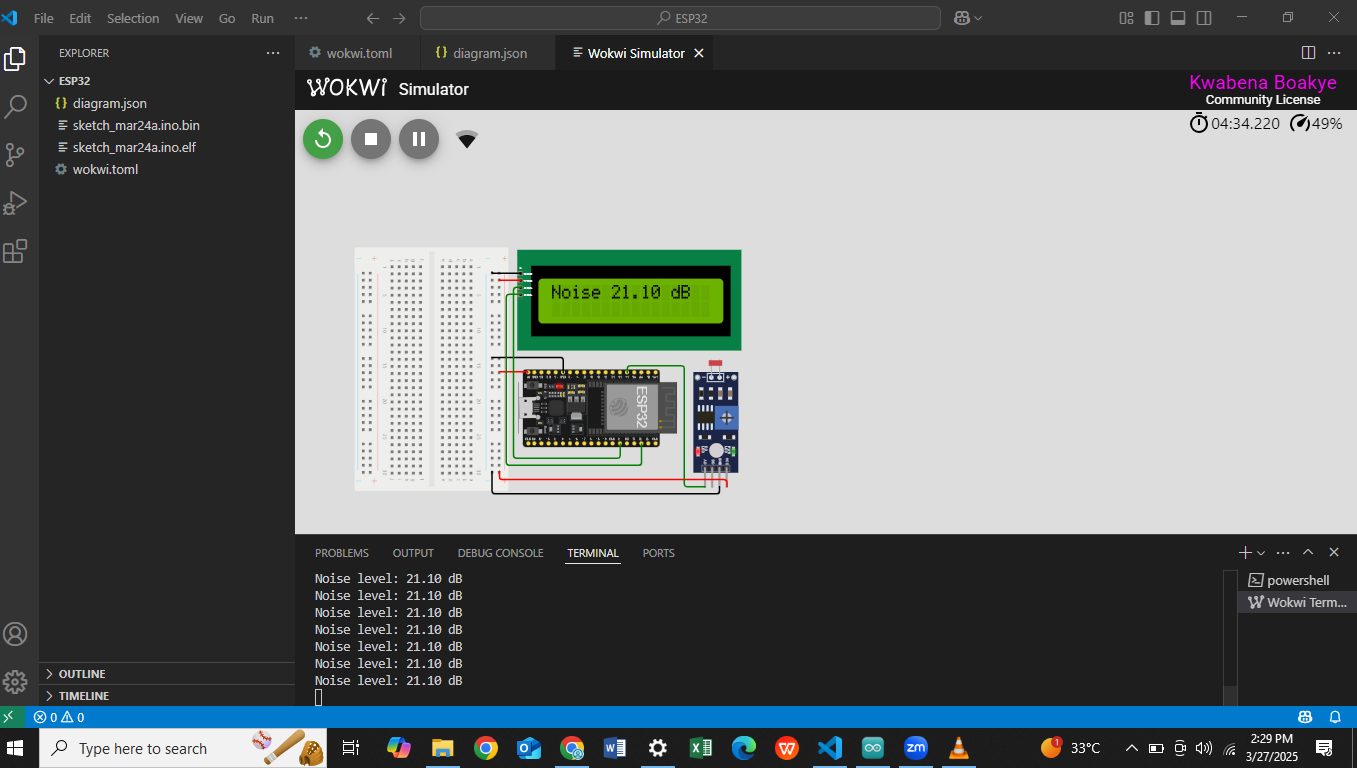 File Edit Selection View Go Run ···
ESP32
EXPLORER ···
wokwi.toml
{} diagram.json
Wokwi Simulator
ESP32
{} diagram.json
sketch_mar24a.ino.bin
sketch_mar24a.ino.elf
wokwi.toml
WOKWI Simulator
Kwabena Boakye
Community License
04:34.220 49%
Noise 21.10 dB
ESP32
PROBLEMS OUTPUT DEBUG CONSOLE TERMINAL PORTS
Noise level: 21.10 dB
Noise level: 21.10 dB
Noise level: 21.10 dB
Noise level: 21.10 dB
Noise level: 21.10 dB
Noise level: 21.10 dB
Noise level: 21.10 dB
powershell
Wokwi Term...
OUTLINE
TIMELINE
0 0
Type here to search
zm
1
33°C
2:29 PM
3/27/2025